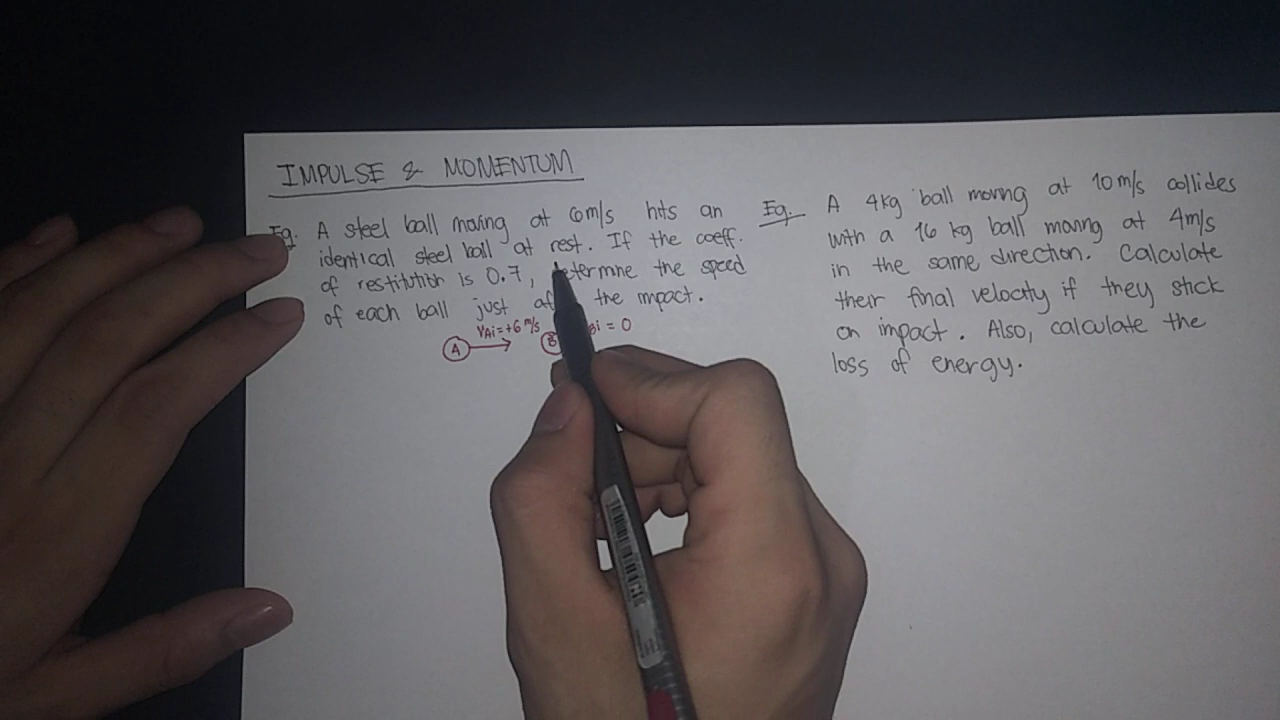 IMPULSE & MOMENTUM
Eg. A steel ball moving at 6m/s hits an
identical steel ball at rest. If the coeff.
of restitution is 0.7, determine the speed
of each ball just the impact.
VAi=+6 m/s
A
B
Bi = 0
Eg. A 4kg ball moving at 10m/s collides
with a 16 kg ball moving at 4m/s
in the same direction. Calculate
their final velocity if they stick
on impact. Also, calculate the
loss of energy.